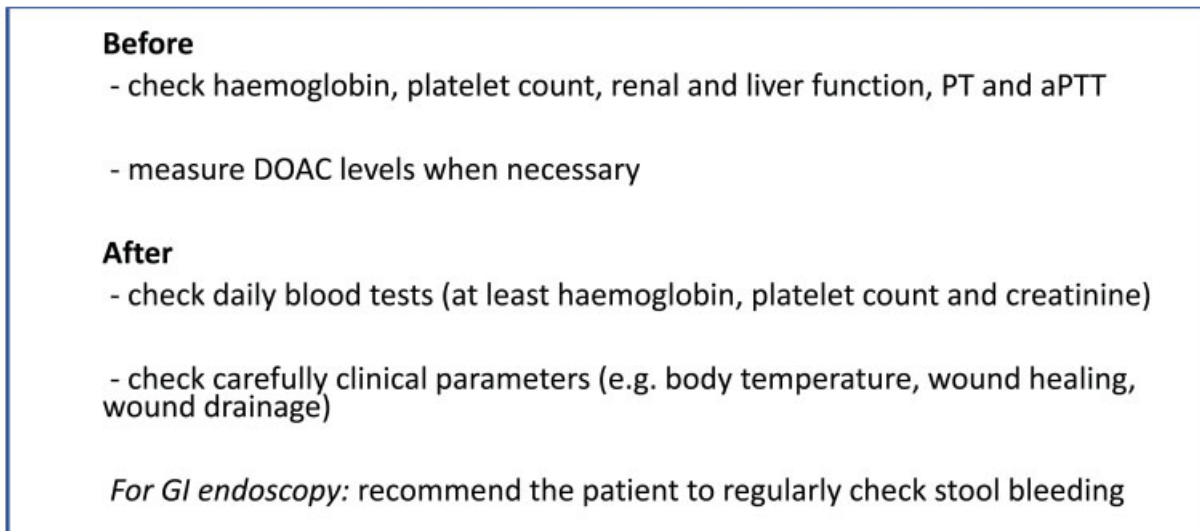 Before
- check haemoglobin, platelet count, renal and liver function, PT and aPTT
- measure DOAC levels when necessary
After
- check daily blood tests (at least haemoglobin, platelet count and creatinine)
- check carefully clinical parameters (e.g. body temperature, wound healing,
wound drainage)
For GI endoscopy: recommend the patient to regularly check stool bleeding